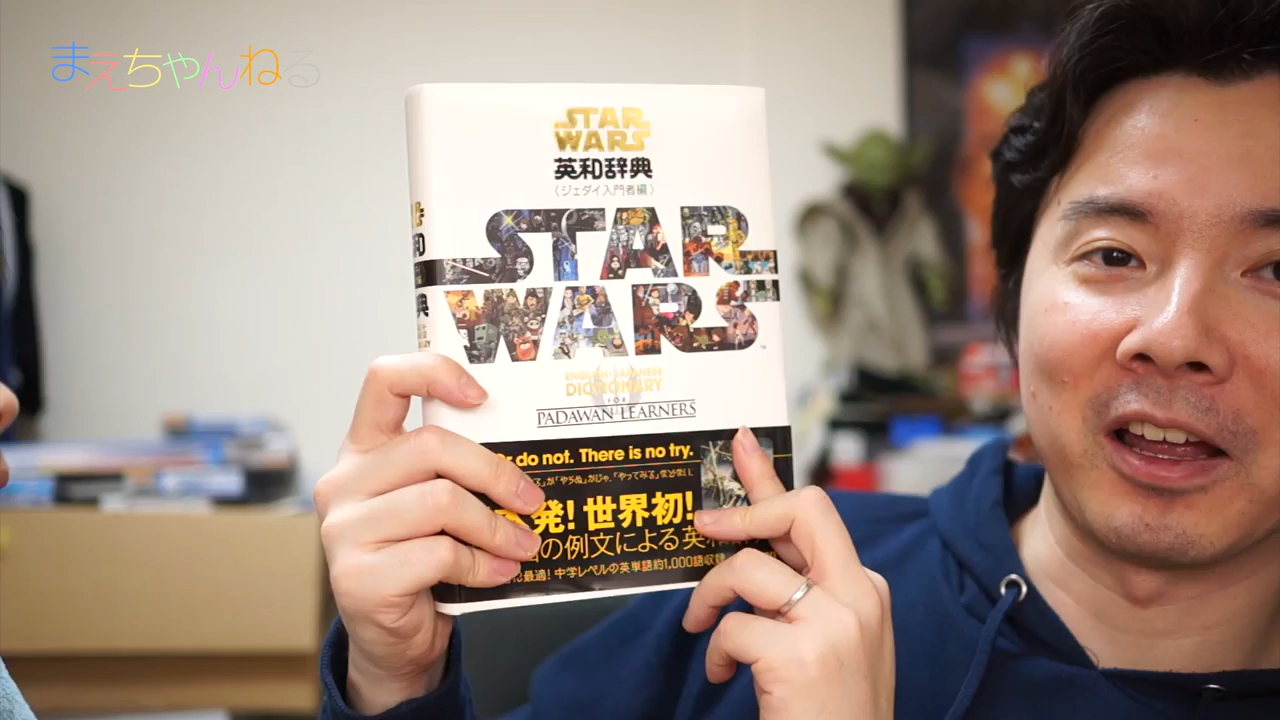 まえちゃんねる
STAR
WARS
英和辞典
〈ジェダイ入門者編〉
STAR
WARS
ENGLISH-JAPANESE
DICTIONARY
FOR
PADAWAN LEARNERS
do not. There is no try.
発! 世界初!
の例文による英
最適! 中学レベルの英単語約1,000語収録